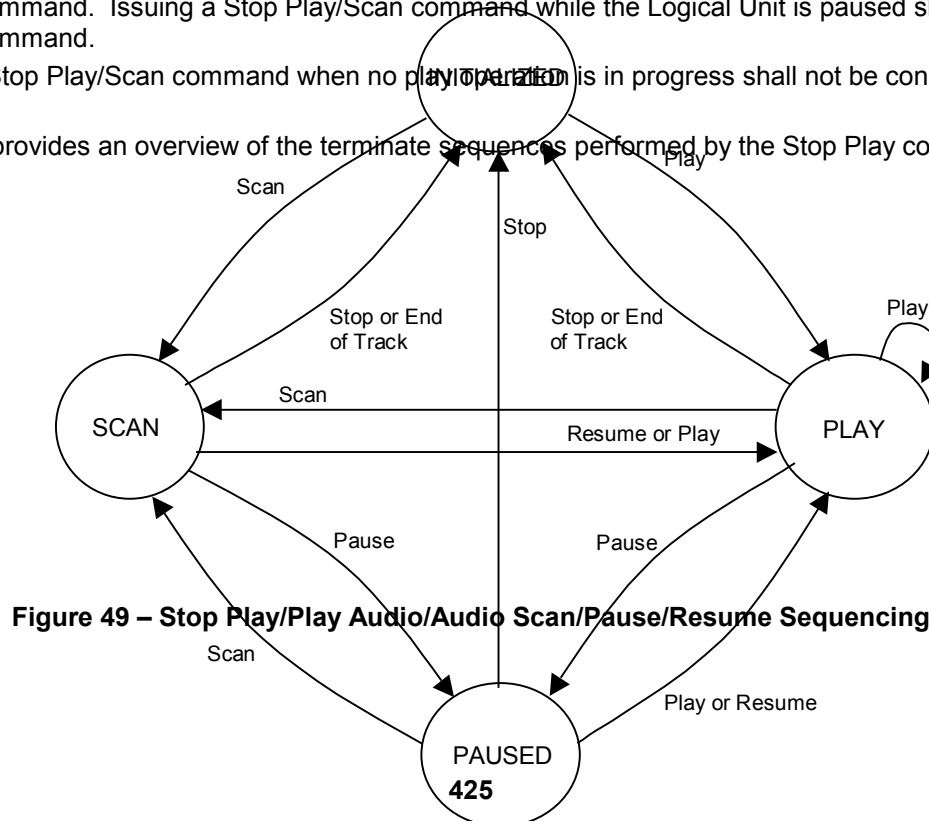 mmand.  Issuing a Stop Play/Scan command while the Logical Unit is paused s
mmand.
INITIALIZED
Stop Play/Scan command when no play operation is in progress shall not be con
provides an overview of the terminate sequences performed by the Stop Play co
Play
Scan
Stop
Stop or End
of Track
Stop or End
of Track
Play
Scan
SCAN
Resume or Play
PLAY
Pause
Pause
Figure 49 – Stop Play/Play Audio/Audio Scan/Pause/Resume Sequencing
Scan
Play or Resume
PAUSED
425